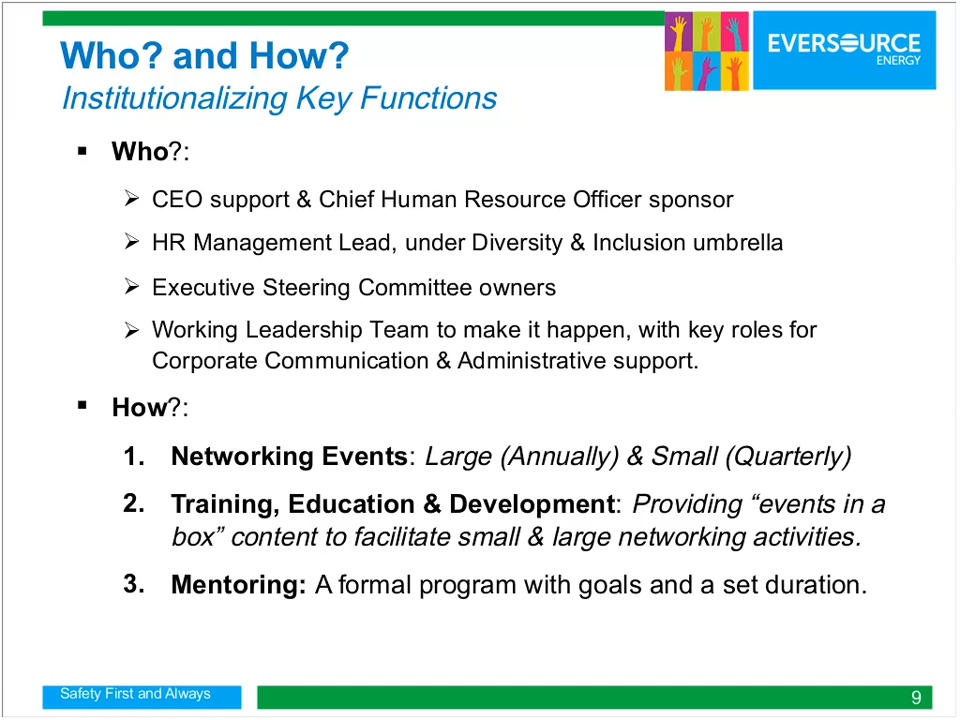 Who? and How?
Institutionalizing Key Functions
EVERSOURCE
ENERGY
▪ Who?:
➢ CEO support & Chief Human Resource Officer sponsor
➢ HR Management Lead, under Diversity & Inclusion umbrella
➢ Executive Steering Committee owners
➢ Working Leadership Team to make it happen, with key roles for
Corporate Communication & Administrative support.
▪ How?:
1. Networking Events: Large (Annually) & Small (Quarterly)
2. Training, Education & Development: Providing “events in a
box” content to facilitate small & large networking activities.
3. Mentoring: A formal program with goals and a set duration.
Safety First and Always
9